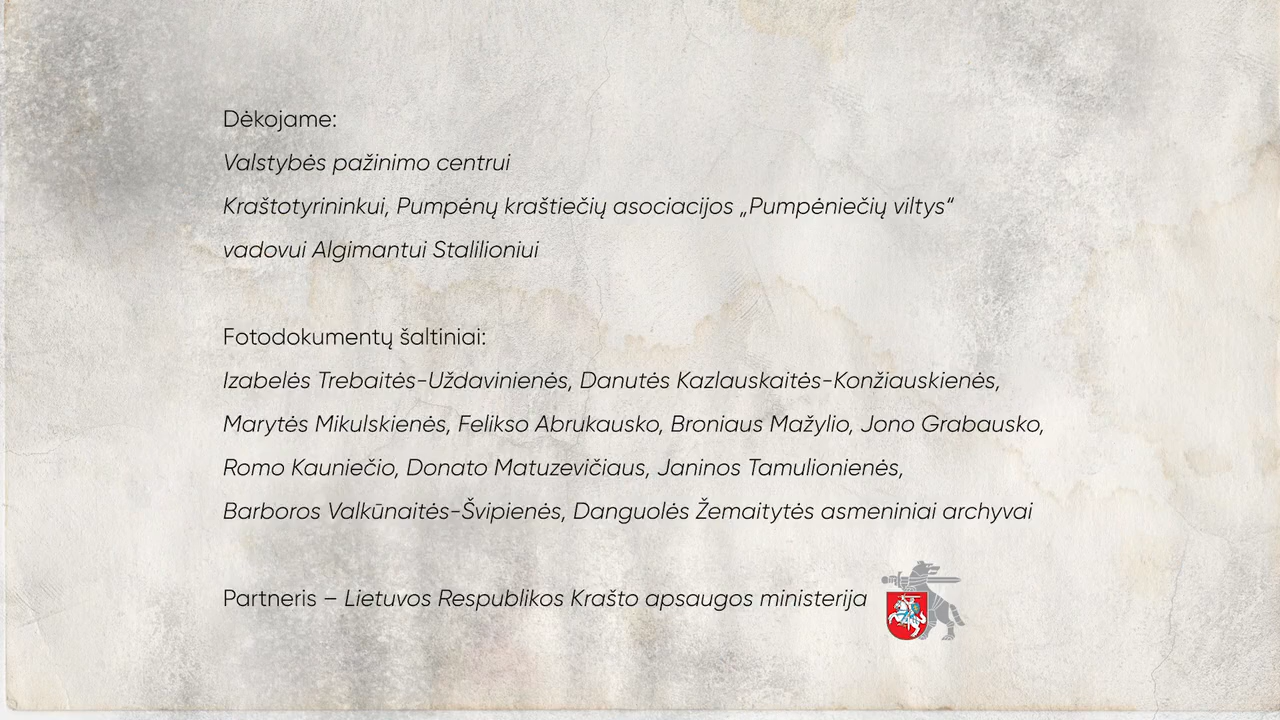 Dėkojame:
Valstybės pažinimo centrui
Kraštotyrininkui, Pumpėnų kraštiečių asociacijos „Pumpėniečių viltys“
vadovui Algimantui Stalilioniui
Fotodokumentų šaltiniai:
Izabelės Trebaitės-Uždavinienės, Danutės Kazlauskaitės-Konžiauskienės,
Marytės Mikulskienės, Felikso Abrukausko, Broniaus Mažylio, Jono Grabausko,
Romo Kauniečio, Donato Matuzevičiaus, Janinos Tamulionienės,
Barboros Valkūnaitės-Švipienės, Danguolės Žemaitytės asmeniniai archyvai
Partneris – Lietuvos Respublikos Krašto apsaugos ministerija